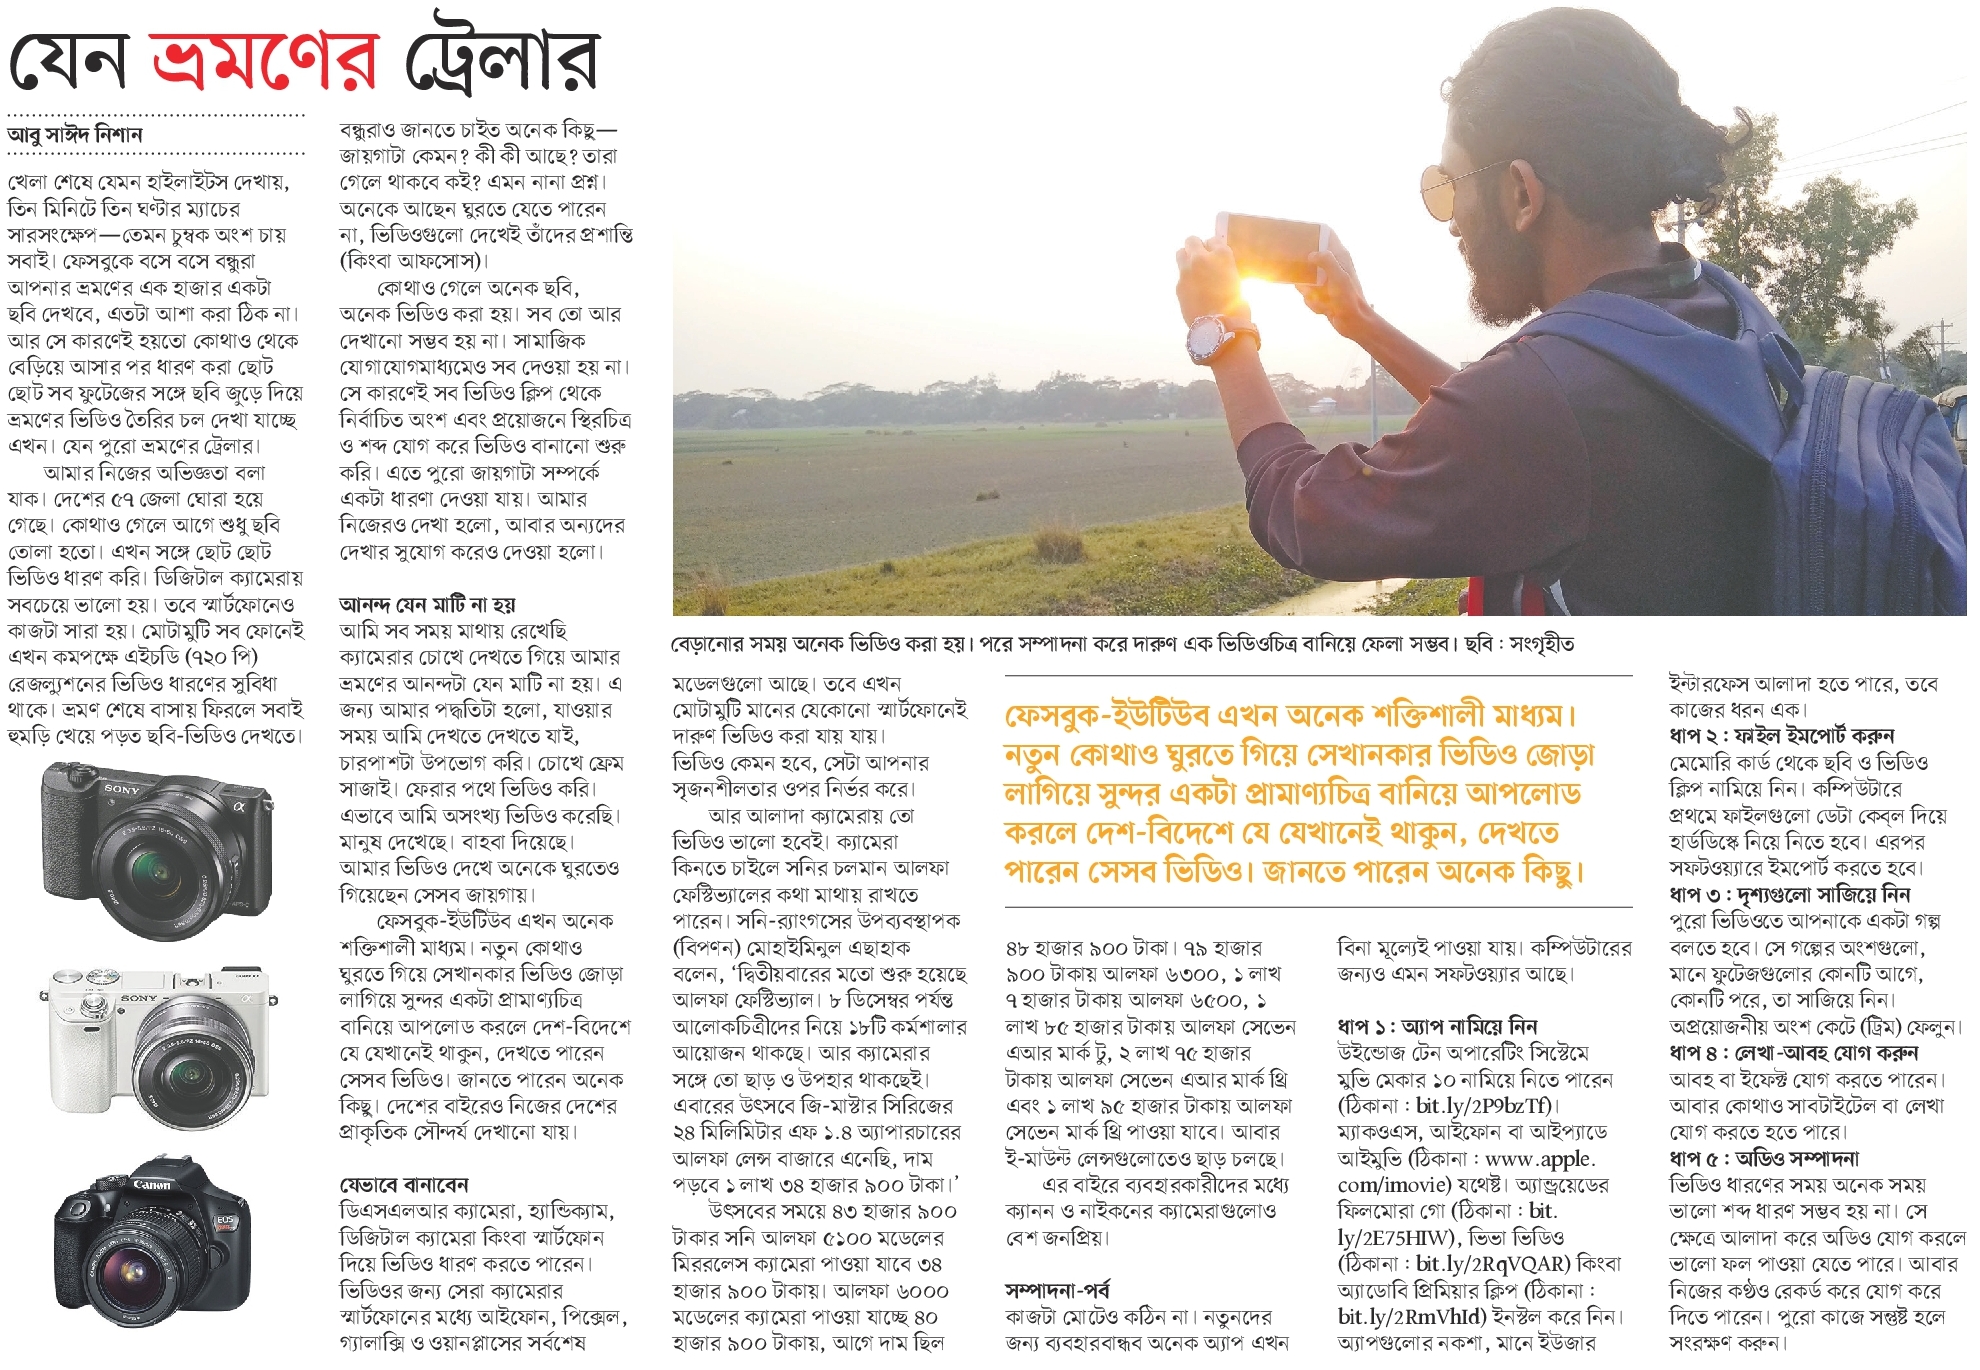 যেন ভ্রমণের ট্রেলার
আবু সাঈদ নিশান
খেলা শেষে যেমন হাইলাইটস দেখায়,
তিন মিনিটে তিন ঘণ্টার ম্যাচের
সারসংক্ষেপ—তেমন চুম্বক অংশ চায়
সবাই। ফেসবুকে বসে বসে বন্ধুরা
আপনার ভ্রমণের এক হাজার একটা
ছবি দেখবে, এতটা আশা করা ঠিক না।
আর সে কারণেই হয়তো কোথাও থেকে
বেড়িয়ে আসার পর ধারণ করা ছোট
ছোট সব ফুটেজের সঙ্গে ছবি জুড়ে দিয়ে
ভ্রমণের ভিডিও তৈরির চল দেখা যাচ্ছে
এখন। যেন পুরো ভ্রমণের ট্রেলার।
আমার নিজের অভিজ্ঞতা বলা
যাক। দেশের ৫৭ জেলা ঘোরা হয়ে
গেছে। কোথাও গেলে আগে শুধু ছবি
তোলা হতো। এখন সঙ্গে ছোট ছোট
ভিডিও ধারণ করি। ডিজিটাল ক্যামেরায়
সবচেয়ে ভালো হয়। তবে স্মার্টফোনেও
কাজটা সারা হয়। মোটামুটি সব ফোনেই
এখন কমপক্ষে এইচডি (৭২০ পি)
রেজল্যুশনের ভিডিও ধারণের সুবিধা
থাকে। ভ্রমণ শেষে বাসায় ফিরলে সবাই
হুমড়ি খেয়ে পড়ত ছবি-ভিডিও দেখতে।
SONY
SONY
Canon
EOS
বন্ধুরাও জানতে চাইত অনেক কিছু—
জায়গাটা কেমন? কী কী আছে? তারা
গেলে থাকবে কই? এমন নানা প্রশ্ন।
অনেকে আছেন ঘুরতে যেতে পারেন
না, ভিডিওগুলো দেখেই তাঁদের প্রশান্তি
(কিংবা আফসোস)।
কোথাও গেলে অনেক ছবি,
অনেক ভিডিও করা হয়। সব তো আর
দেখানো সম্ভব হয় না। সামাজিক
যোগাযোগমাধ্যমেও সব দেওয়া হয় না।
সে কারণেই সব ভিডিও ক্লিপ থেকে
নির্বাচিত অংশ এবং প্রয়োজনে স্থিরচিত্র
ও শব্দ যোগ করে ভিডিও বানানো শুরু
করি। এতে পুরো জায়গাটা সম্পর্কে
একটা ধারণা দেওয়া যায়। আমার
নিজেরও দেখা হলো, আবার অন্যদের
দেখার সুযোগ করেও দেওয়া হলো।
আনন্দ যেন মাটি না হয়
আমি সব সময় মাথায় রেখেছি
ক্যামেরার চোখে দেখতে গিয়ে আমার
ভ্রমণের আনন্দটা যেন মাটি না হয়। এ
জন্য আমার পদ্ধতিটা হলো, যাওয়ার
সময় আমি দেখতে দেখতে যাই,
চারপাশটা উপভোগ করি। চোখে ফ্রেম
সাজাই। ফেরার পথে ভিডিও করি।
এভাবে আমি অসংখ্য ভিডিও করেছি।
মানুষ দেখেছে। বাহবা দিয়েছে।
আমার ভিডিও দেখে অনেকে ঘুরতেও
গিয়েছেন সেসব জায়গায়।
ফেসবুক-ইউটিউব এখন অনেক
শক্তিশালী মাধ্যম। নতুন কোথাও
ঘুরতে গিয়ে সেখানকার ভিডিও জোড়া
লাগিয়ে সুন্দর একটা প্রামাণ্যচিত্র
বানিয়ে আপলোড করলে দেশ-বিদেশে
যে যেখানেই থাকুন, দেখতে পারেন
সেসব ভিডিও। জানতে পারেন অনেক
কিছু। দেশের বাইরেও নিজের দেশের
প্রাকৃতিক সৌন্দর্য দেখানো যায়।
যেভাবে বানাবেন
ডিএসএলআর ক্যামেরা, হ্যান্ডিক্যাম,
ডিজিটাল ক্যামেরা কিংবা স্মার্টফোন
দিয়ে ভিডিও ধারণ করতে পারেন।
ভিডিওর জন্য সেরা ক্যামেরার
স্মার্টফোনের মধ্যে আইফোন, পিক্সেল,
গ্যালাক্সি ও ওয়ানপ্লাসের সর্বশেষ
বেড়ানোর সময় অনেক ভিডিও করা হয়। পরে সম্পাদনা করে দারুণ এক ভিডিওচিত্র বানিয়ে ফেলা সম্ভব। ছবি : সংগৃহীত
মডেলগুলো আছে। তবে এখন
মোটামুটি মানের যেকোনো স্মার্টফোনেই
দারুণ ভিডিও করা যায় যায়।
ভিডিও কেমন হবে, সেটা আপনার
সৃজনশীলতার ওপর নির্ভর করে।
আর আলাদা ক্যামেরায় তো
ভিডিও ভালো হবেই। ক্যামেরা
কিনতে চাইলে সনির চলমান আলফা
ফেস্টিভ্যালের কথা মাথায় রাখতে
পারেন। সনি-র‍্যাংগসের উপব্যবস্থাপক
(বিপণন) মোহাইমিনুল এছাহাক
বলেন, ‘দ্বিতীয়বারের মতো শুরু হয়েছে
আলফা ফেস্টিভ্যাল। ৮ ডিসেম্বর পর্যন্ত
আলোকচিত্রীদের নিয়ে ১৮টি কর্মশালার
আয়োজন থাকছে। আর ক্যামেরার
সঙ্গে তো ছাড় ও উপহার থাকছেই।
এবারের উৎসবে জি-মাস্টার সিরিজের
২৪ মিলিমিটার এফ ১.৪ অ্যাপারচারের
আলফা লেন্স বাজারে এনেছি, দাম
পড়বে ১ লাখ ৩৪ হাজার ৯০০ টাকা।’
উৎসবের সময়ে ৪৩ হাজার ৯০০
টাকার সনি আলফা ৫১০০ মডেলের
মিররলেস ক্যামেরা পাওয়া যাবে ৩৪
হাজার ৯০০ টাকায়। আলফা ৬০০০
মডেলের ক্যামেরা পাওয়া যাচ্ছে ৪০
হাজার ৯০০ টাকায়, আগে দাম ছিল
ফেসবুক-ইউটিউব এখন অনেক শক্তিশালী মাধ্যম।
নতুন কোথাও ঘুরতে গিয়ে সেখানকার ভিডিও জোড়া
লাগিয়ে সুন্দর একটা প্রামাণ্যচিত্র বানিয়ে আপলোড
করলে দেশ-বিদেশে যে যেখানেই থাকুন, দেখতে
পারেন সেসব ভিডিও। জানতে পারেন অনেক কিছু।
৪৮ হাজার ৯০০ টাকা। ৭৯ হাজার
৯০০ টাকায় আলফা ৬৩০০, ১ লাখ
৭ হাজার টাকায় আলফা ৬৫০০, ১
লাখ ৮৫ হাজার টাকায় আলফা সেভেন
এআর মার্ক টু, ২ লাখ ৭৫ হাজার
টাকায় আলফা সেভেন এআর মার্ক থ্রি
এবং ১ লাখ ৯৫ হাজার টাকায় আলফা
সেভেন মার্ক থ্রি পাওয়া যাবে। আবার
ই-মাউন্ট লেন্সগুলোতেও ছাড় চলছে।
এর বাইরে ব্যবহারকারীদের মধ্যে
ক্যানন ও নাইকনের ক্যামেরাগুলোও
বেশ জনপ্রিয়।
সম্পাদনা-পর্ব
কাজটা মোটেও কঠিন না। নতুনদের
জন্য ব্যবহারবান্ধব অনেক অ্যাপ এখন
বিনা মূল্যেই পাওয়া যায়। কম্পিউটারের
জন্যও এমন সফটওয়্যার আছে।
ধাপ ১ : অ্যাপ নামিয়ে নিন
উইন্ডোজ টেন অপারেটিং সিস্টেমে
মুভি মেকার ১০ নামিয়ে নিতে পারেন
(ঠিকানা : bit.ly/2P9bzTf)।
ম্যাকওএস, আইফোন বা আইপ্যাডে
আইমুভি (ঠিকানা : www.apple.
com/imovie) যথেষ্ট। অ্যান্ড্রয়েডের
ফিলমোরা গো (ঠিকানা : bit.
ly/2E75HIW), ভিভা ভিডিও
(ঠিকানা : bit.ly/2RqVQAR) কিংবা
অ্যাডোবি প্রিমিয়ার ক্লিপ (ঠিকানা :
bit.ly/2RmVhId) ইনস্টল করে নিন।
অ্যাপগুলোর নকশা, মানে ইউজার
ইন্টারফেস আলাদা হতে পারে, তবে
কাজের ধরন এক।
ধাপ ২ : ফাইল ইমপোর্ট করুন
মেমোরি কার্ড থেকে ছবি ও ভিডিও
ক্লিপ নামিয়ে নিন। কম্পিউটারে
প্রথমে ফাইলগুলো ডেটা কেব্‌ল দিয়ে
হার্ডডিস্কে নিয়ে নিতে হবে। এরপর
সফটওয়্যারে ইমপোর্ট করতে হবে।
ধাপ ৩ : দৃশ্যগুলো সাজিয়ে নিন
পুরো ভিডিওতে আপনাকে একটা গল্প
বলতে হবে। সে গল্পের অংশগুলো,
মানে ফুটেজগুলোর কোনটি আগে,
কোনটি পরে, তা সাজিয়ে নিন।
অপ্রয়োজনীয় অংশ কেটে (ট্রিম) ফেলুন।
ধাপ ৪ : লেখা-আবহ যোগ করুন
আবহ বা ইফেক্ট যোগ করতে পারেন।
আবার কোথাও সাবটাইটেল বা লেখা
যোগ করতে হতে পারে।
ধাপ ৫ : অডিও সম্পাদনা
ভিডিও ধারণের সময় অনেক সময়
ভালো শব্দ ধারণ সম্ভব হয় না। সে
ক্ষেত্রে আলাদা করে অডিও যোগ করলে
ভালো ফল পাওয়া যেতে পারে। আবার
নিজের কণ্ঠও রেকর্ড করে যোগ করে
দিতে পারেন। পুরো কাজে সন্তুষ্ট হলে
সংরক্ষণ করুন।